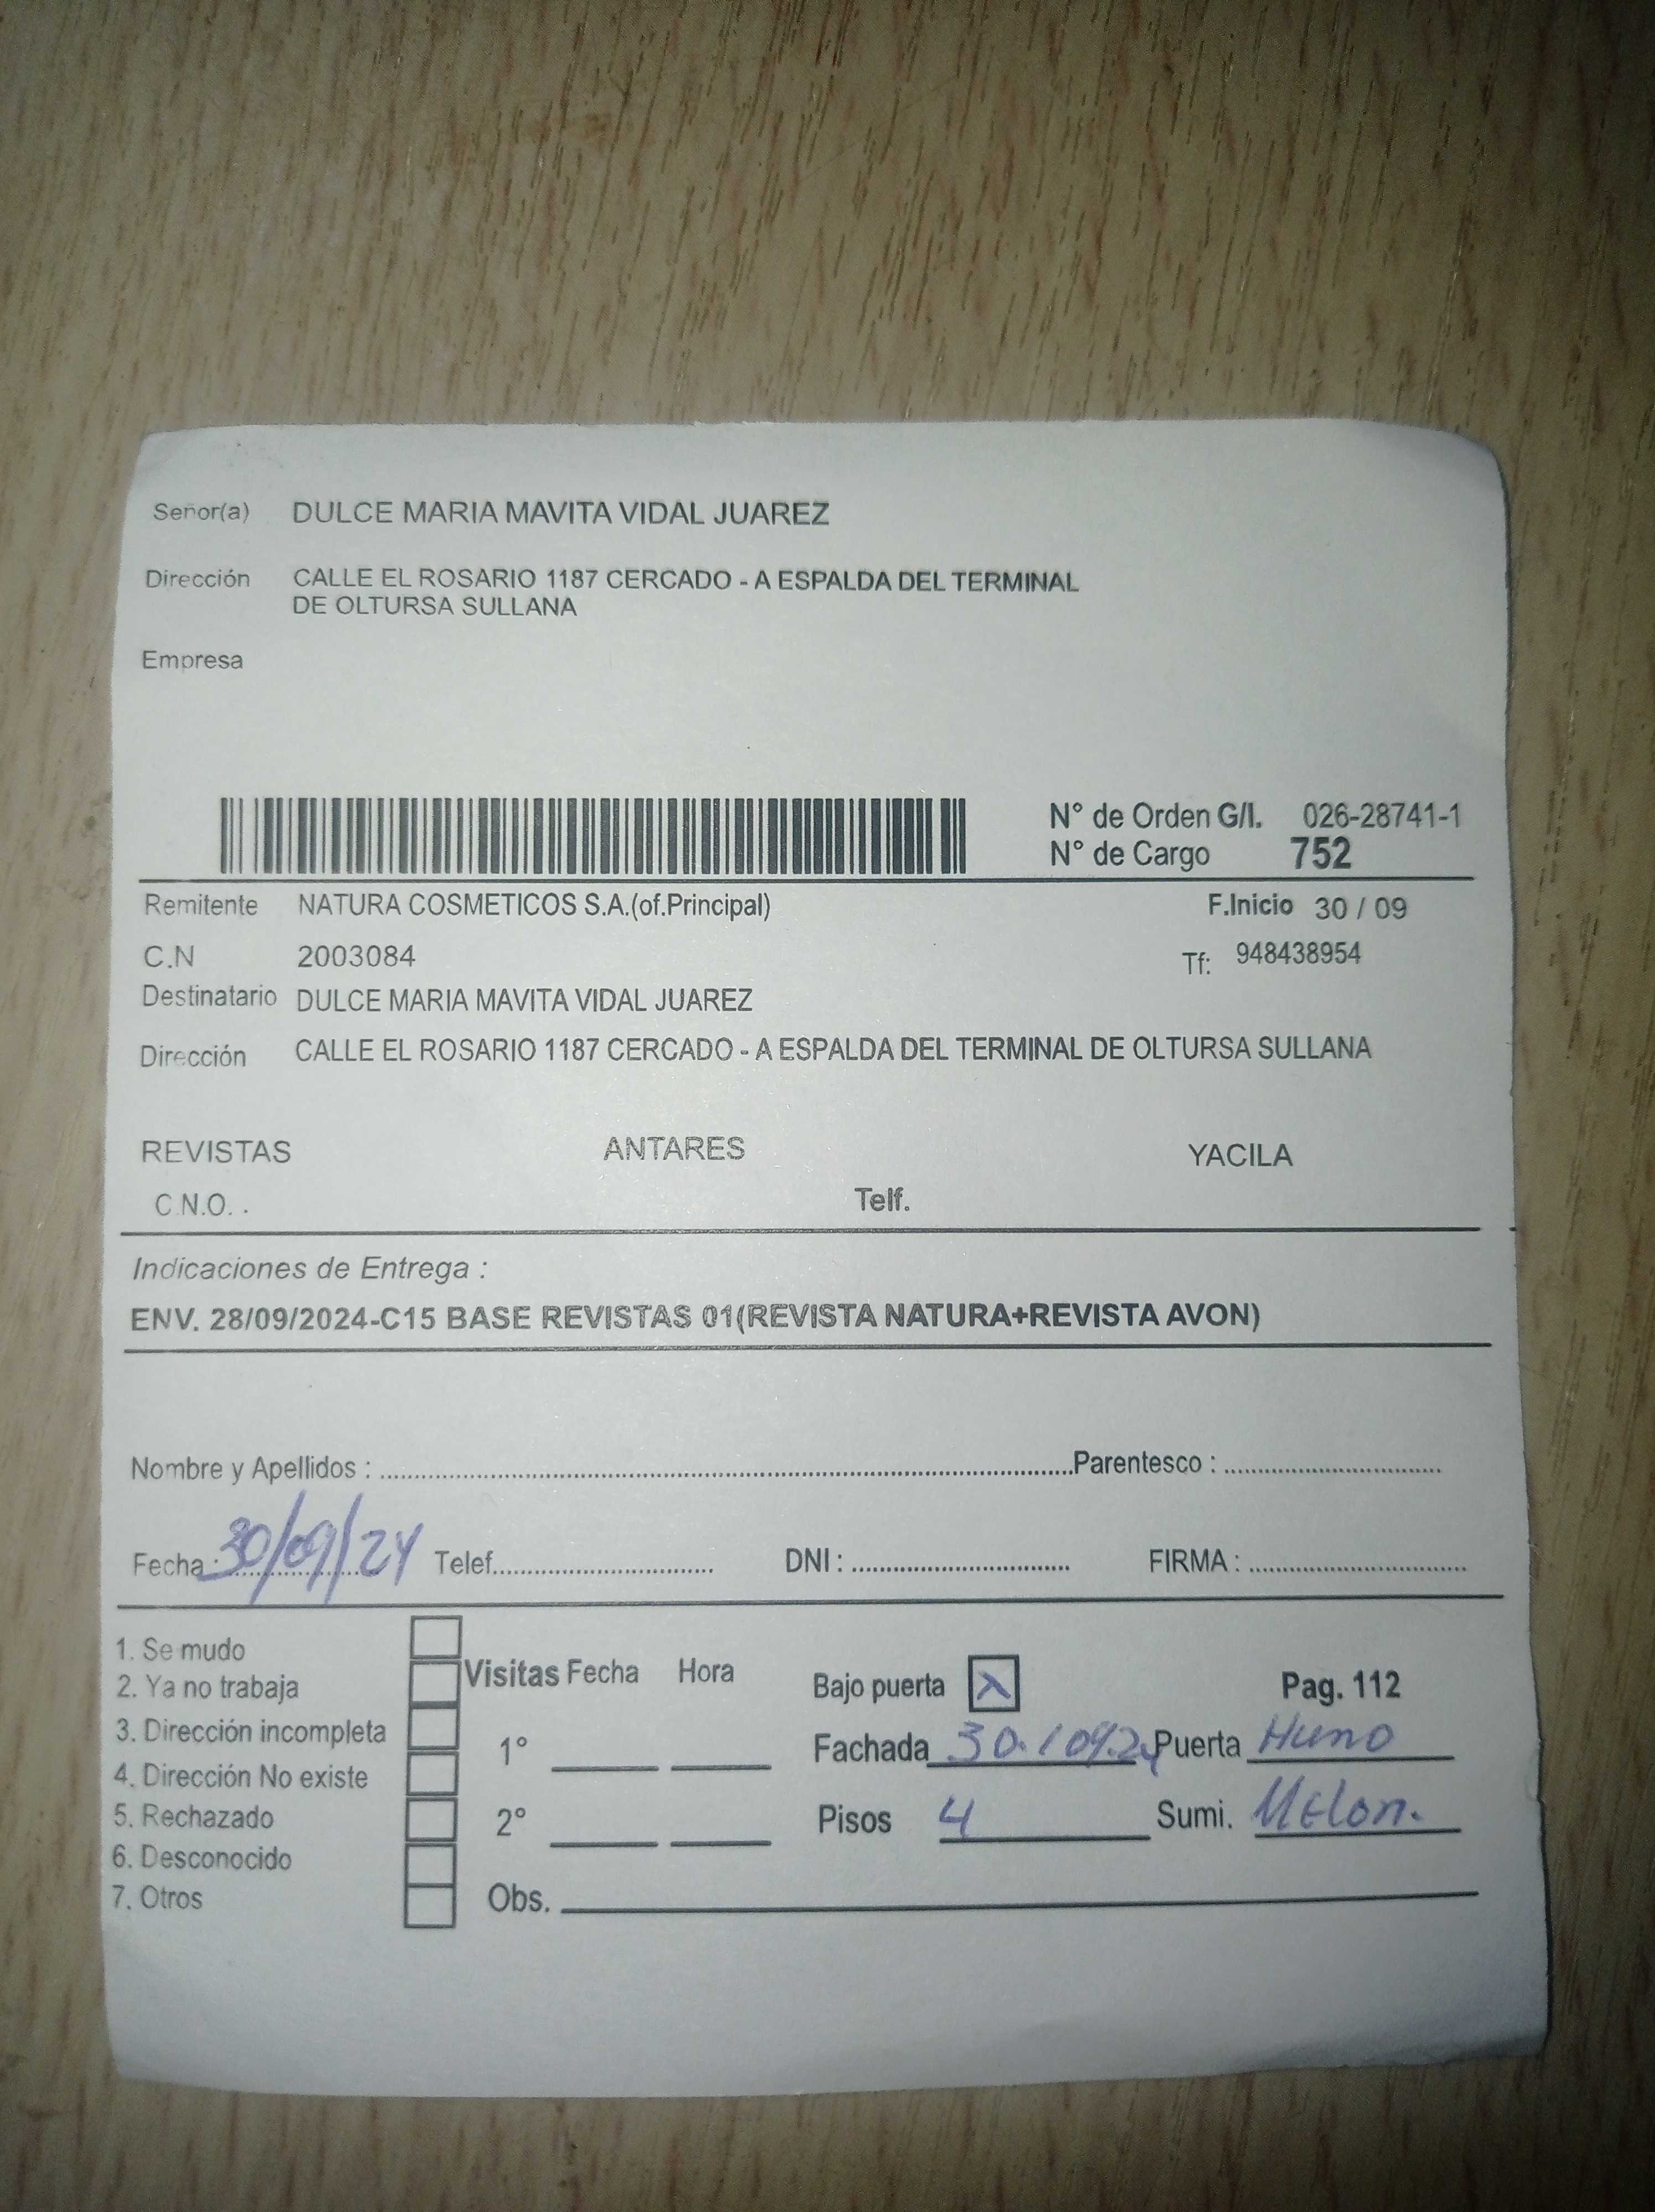 Señor(a) DULCE MARIA MAVITA VIDAL JUAREZ
Dirección CALLE EL ROSARIO 1187 CERCADO - A ESPALDA DEL TERMINAL
DE OLTURSA SULLANA
Empresa
N° de Orden G/I. 026-28741-1
N° de Cargo 752
Remitente NATURA COSMETICOS S.A.(of.Principal) F.Inicio 30 / 09
C.N 2003084 Tf: 948438954
Destinatario DULCE MARIA MAVITA VIDAL JUAREZ
Dirección CALLE EL ROSARIO 1187 CERCADO - A ESPALDA DEL TERMINAL DE OLTURSA SULLANA
REVISTAS ANTARES YACILA
C.N.O. . Telf.
Indicaciones de Entrega :
ENV. 28/09/2024-C15 BASE REVISTAS 01(REVISTA NATURA+REVISTA AVON)
Nombre y Apellidos : Parentesco :
Fecha : 30/09/24 Telef. DNI : FIRMA :
1. Se mudo
2. Ya no trabaja Visitas Fecha Hora Bajo puerta X Pag. 112
3. Dirección incompleta 1° Fachada 30/09.24 Puerta Humo
4. Dirección No existe
5. Rechazado 2° Pisos 4 Sumi. Melon.
6. Desconocido
7. Otros Obs.